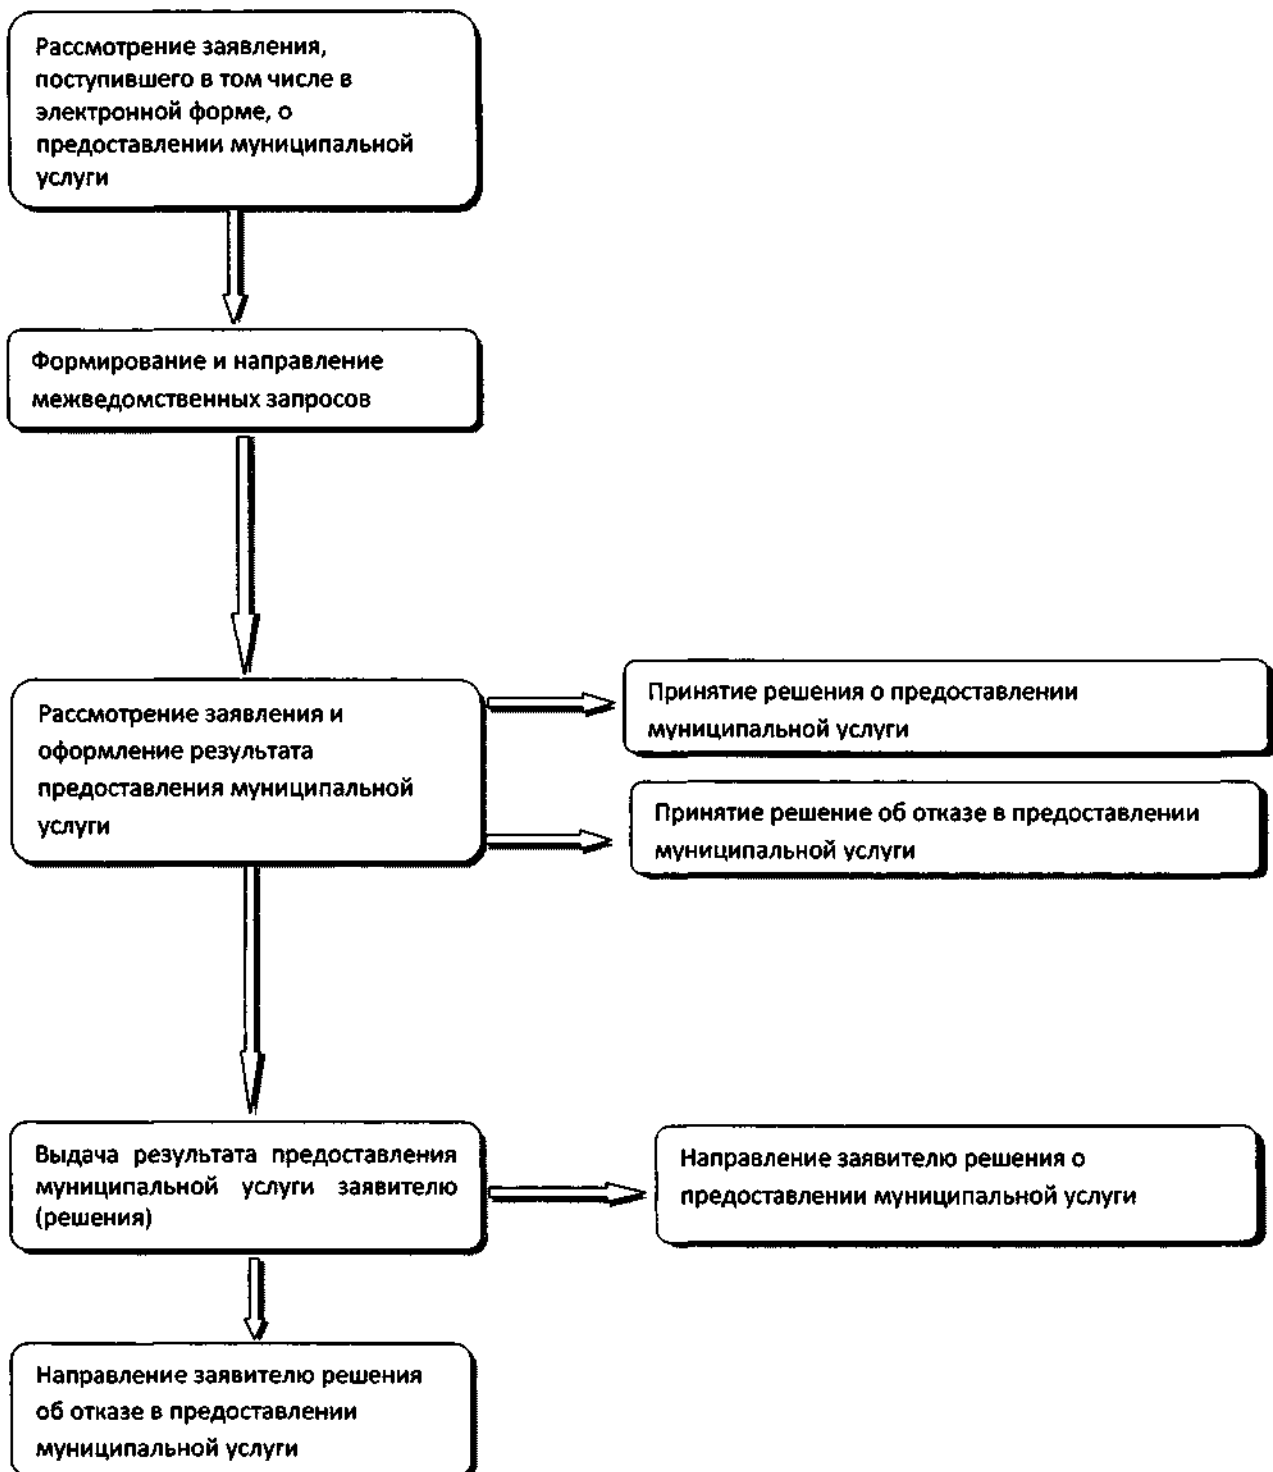 Рассмотрение заявления,
поступившего в том числе в
электронной форме, о
предоставлении муниципальной
услуги
Формирование и направление
межведомственных запросов
Рассмотрение заявления и
оформление результата
предоставления муниципальной
услуги
Принятие решения о предоставлении
муниципальной услуги
Принятие решение об отказе в предоставлении
муниципальной услуги
Выдача результата предоставления
муниципальной услуги заявителю
(решения)
Направление заявителю решения о
предоставлении муниципальной услуги
Направление заявителю решения
об отказе в предоставлении
муниципальной услуги